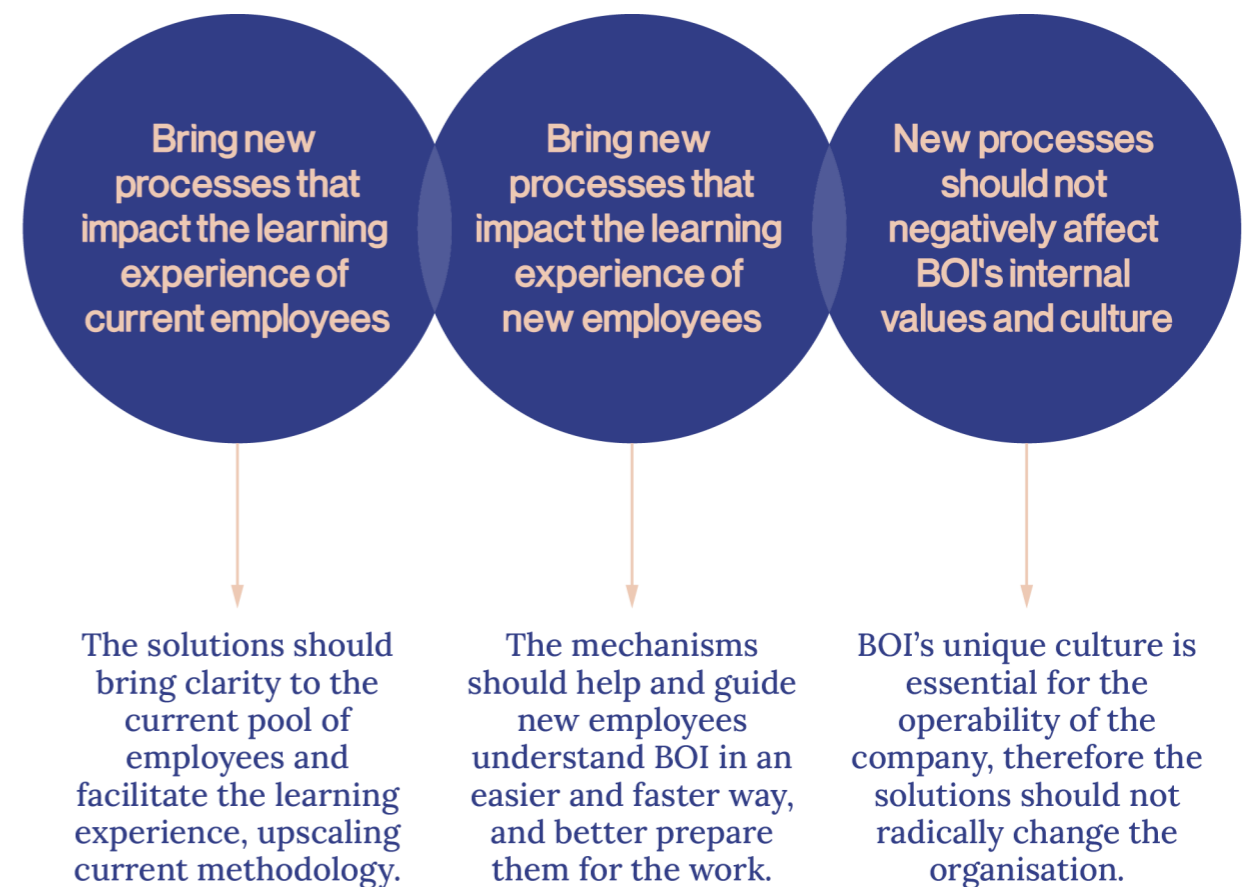 Bring new
processes that
impact the learning
experience of
current employees
Bring new
processes that
impact the learning
experience of
new employees
New processes
should not
negatively affect
BOI's internal
values and culture
The solutions should
bring clarity to the
current pool of
employees and
facilitate the learning
experience, upscaling
current methodology.
The mechanisms
should help and guide
new employees
understand BOI in an
easier and faster way,
and better prepare
them for the work.
BOI’s unique culture is
essential for the
operability of the
company, therefore the
solutions should not
radically change the
organisation.